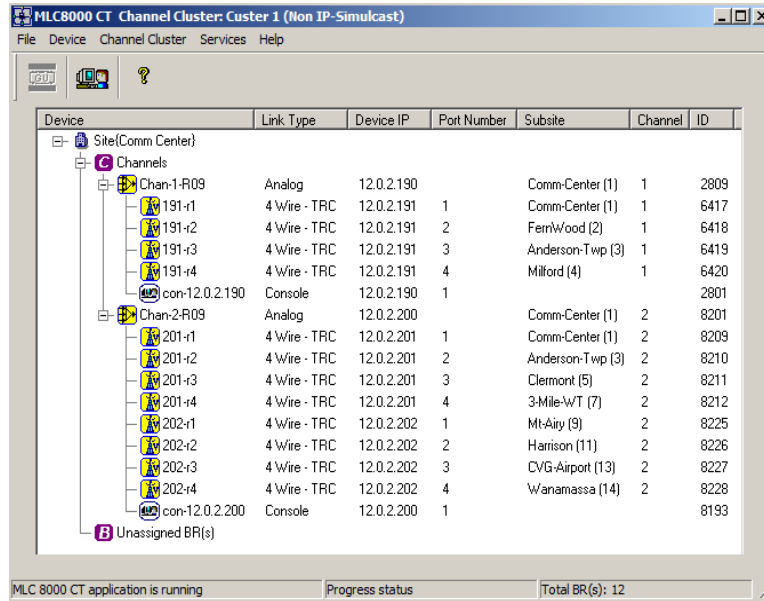 MLC8000 CT Channel Cluster: Custer 1 (Non IP-Simulcast)
File Device Channel Cluster Services Help
GU
Device Link Type Device IP Port Number Subsite Channel ID
Site{Comm Center}
C Channels
Chan-1-R09 Analog 12.0.2.190 Comm-Center (1) 1 2809
191-r1 4 Wire - TRC 12.0.2.191 1 Comm-Center (1) 1 6417
191-r2 4 Wire - TRC 12.0.2.191 2 FernWood (2) 1 6418
191-r3 4 Wire - TRC 12.0.2.191 3 Anderson-Twp (3) 1 6419
191-r4 4 Wire - TRC 12.0.2.191 4 Milford (4) 1 6420
con-12.0.2.190 Console 12.0.2.190 1 2801
Chan-2-R09 Analog 12.0.2.200 Comm-Center (1) 2 8201
201-r1 4 Wire - TRC 12.0.2.201 1 Comm-Center (1) 2 8209
201-r2 4 Wire - TRC 12.0.2.201 2 Anderson-Twp (3) 2 8210
201-r3 4 Wire - TRC 12.0.2.201 3 Clermont (5) 2 8211
201-r4 4 Wire - TRC 12.0.2.201 4 3-Mile-WT (7) 2 8212
202-r1 4 Wire - TRC 12.0.2.202 1 Mt-Airy (9) 2 8225
202-r2 4 Wire - TRC 12.0.2.202 2 Harrison (11) 2 8226
202-r3 4 Wire - TRC 12.0.2.202 3 CVG-Airport (13) 2 8227
202-r4 4 Wire - TRC 12.0.2.202 4 Wanamassa (14) 2 8228
con-12.0.2.200 Console 12.0.2.200 1 8193
B Unassigned BR(s)
MLC 8000 CT application is running Progress status Total BR(s): 12